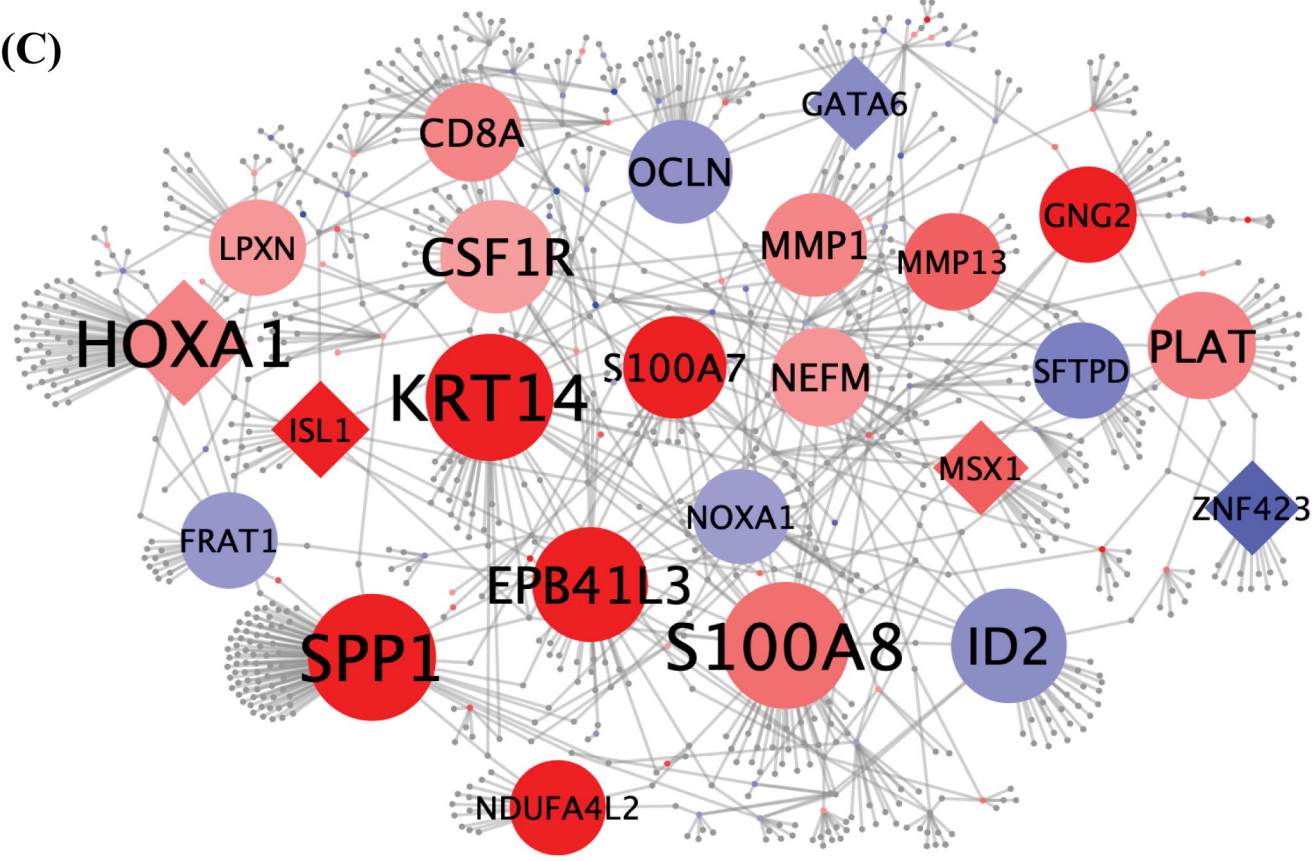 (C)
GATA6
CD8A
OCLN
GNG2
LPXN
CSF1R
MMP1
MMP13
HOXA1
KRT14
S100A7
NEFM
SFTPD
PLAT
ISL1
MSX1
ZNF423
FRAT1
NOXA1
EPB41L3
SPP1
S100A8
ID2
NDUFA4L2